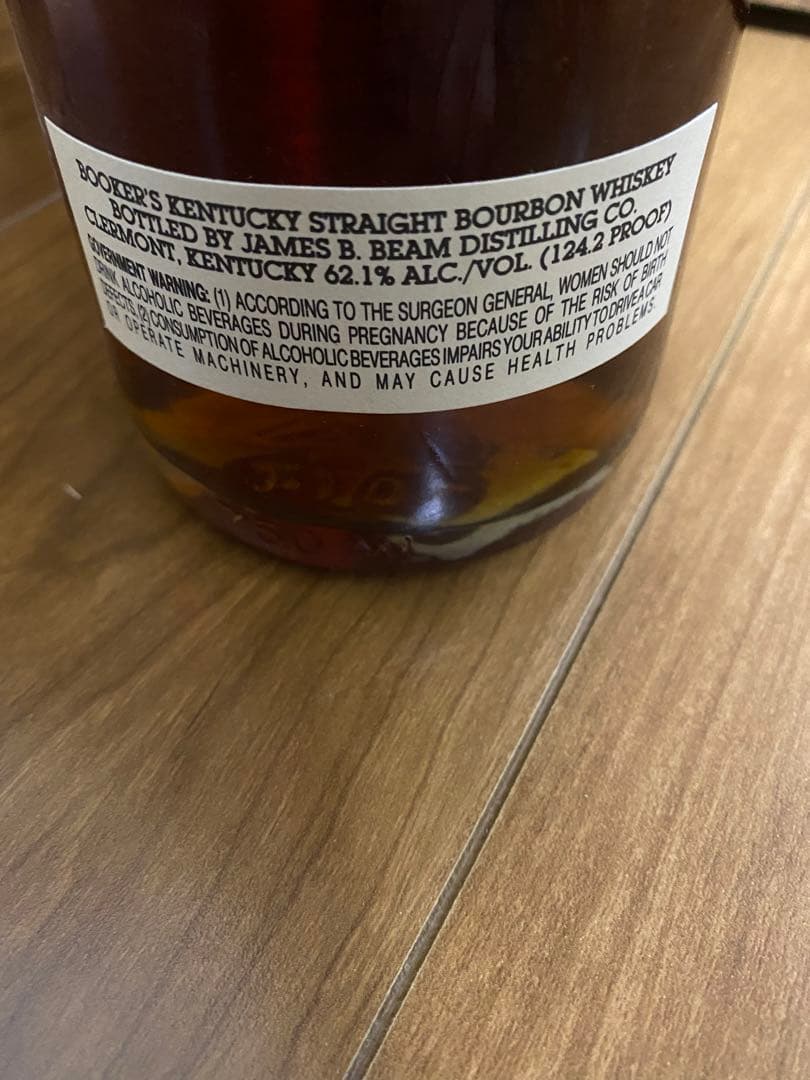 BOOKER'S KENTUCKY STRAIGHT BOURBON WHISKEY
BOTTLED BY JAMES B. BEAM DISTILLING CO.
CLERMONT, KENTUCKY 62.1% ALC./VOL. (124.2 PROOF)
GOVERNMENT WARNING: (1) ACCORDING TO THE SURGEON GENERAL, WOMEN SHOULD NOT
DRINK ALCOHOLIC BEVERAGES DURING PREGNANCY BECAUSE OF THE RISK OF BIRTH
DEFECTS (2) CONSUMPTION OF ALCOHOLIC BEVERAGES IMPAIRS YOUR ABILITY TO DRIVE A CAR
OR OPERATE MACHINERY, AND MAY CAUSE HEALTH PROBLEMS.